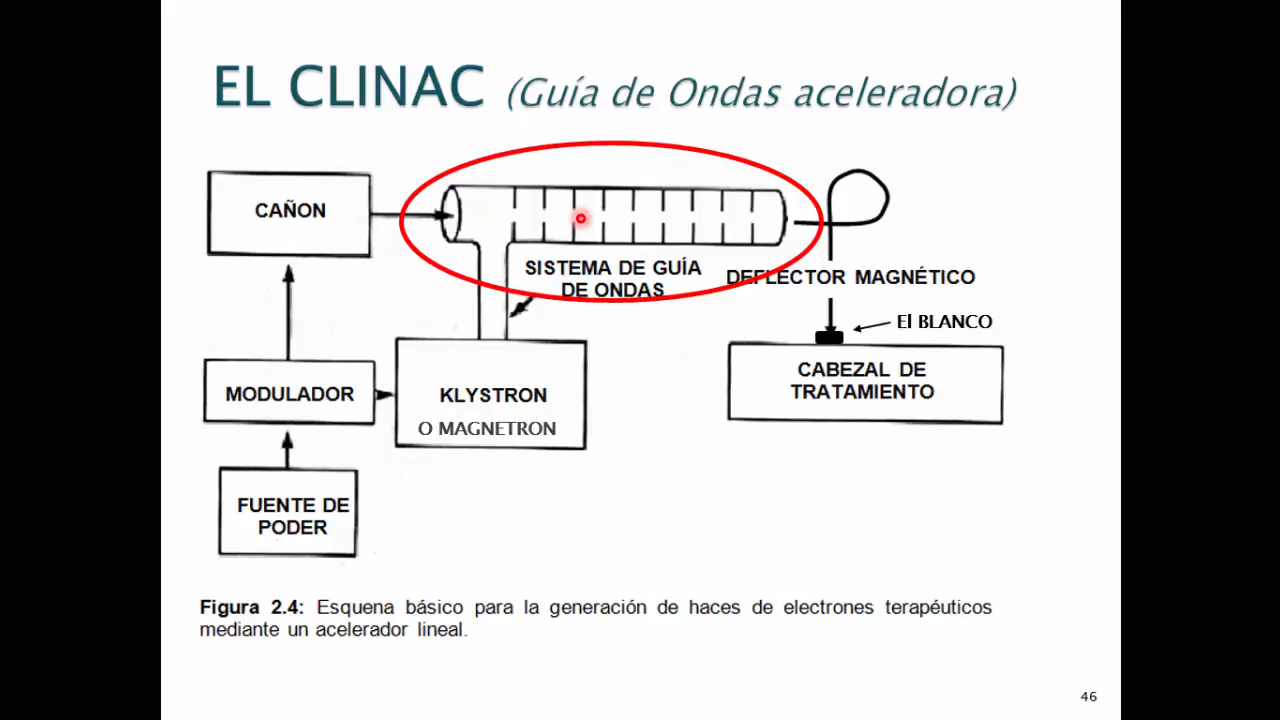 EL CLINAC (Guía de Ondas aceleradora)
CAÑON
SISTEMA DE GUÍA
DE ONDAS
DEFLECTOR MAGNÉTICO
El BLANCO
CABEZAL DE
TRATAMIENTO
MODULADOR
KLYSTRON
O MAGNETRON
FUENTE DE
PODER
Figura 2.4: Esquena básico para la generación de haces de electrones terapéuticos
mediante un acelerador lineal.
46